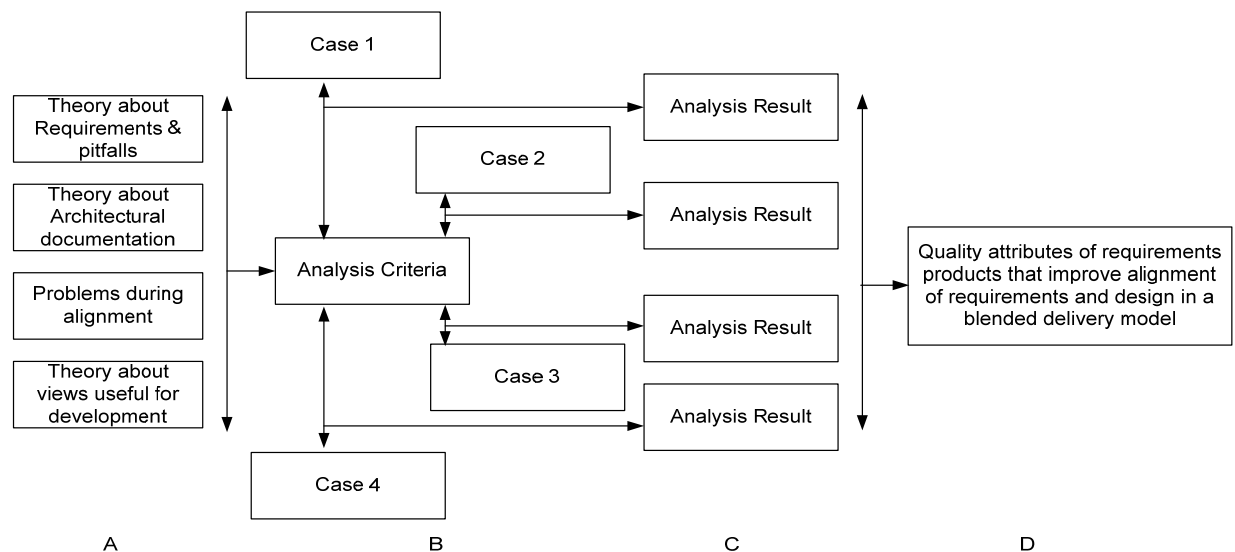 Case 1
Theory about
Requirements &
pitfalls
Analysis Result
Case 2
Theory about
Architectural
documentation
Analysis Result
Analysis Criteria
Quality attributes of requirements
products that improve alignment
of requirements and design in a
blended delivery model
Problems during
alignment
Analysis Result
Case 3
Theory about
views useful for
development
Analysis Result
Case 4
A
B
C
D